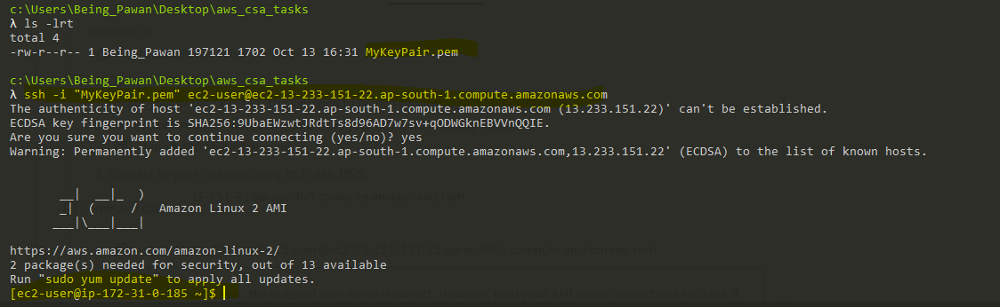 c:\Users\Being_Pawan\Desktop\aws_csa_tasks
λ ls -lrt
total 4
-rw-r--r-- 1 Being_Pawan 197121 1702 Oct 13 16:31 MyKeyPair.pem
c:\Users\Being_Pawan\Desktop\aws_csa_tasks
λ ssh -i "MyKeyPair.pem" ec2-user@ec2-13-233-151-22.ap-south-1.compute.amazonaws.com
The authenticity of host 'ec2-13-233-151-22.ap-south-1.compute.amazonaws.com (13.233.151.22)' can't be established.
ECDSA key fingerprint is SHA256:9UbaEWzwtJRdtTs8d96AD7w7sv+qODWGknEBVVnQQIE.
Are you sure you want to continue connecting (yes/no)? yes
Warning: Permanently added 'ec2-13-233-151-22.ap-south-1.compute.amazonaws.com,13.233.151.22' (ECDSA) to the list of known hosts.
__|  __|_  )
_|  (     /   Amazon Linux 2 AMI
___|\___|___|
https://aws.amazon.com/amazon-linux-2/
2 package(s) needed for security, out of 13 available
Run "sudo yum update" to apply all updates.
[ec2-user@ip-172-31-0-185 ~]$